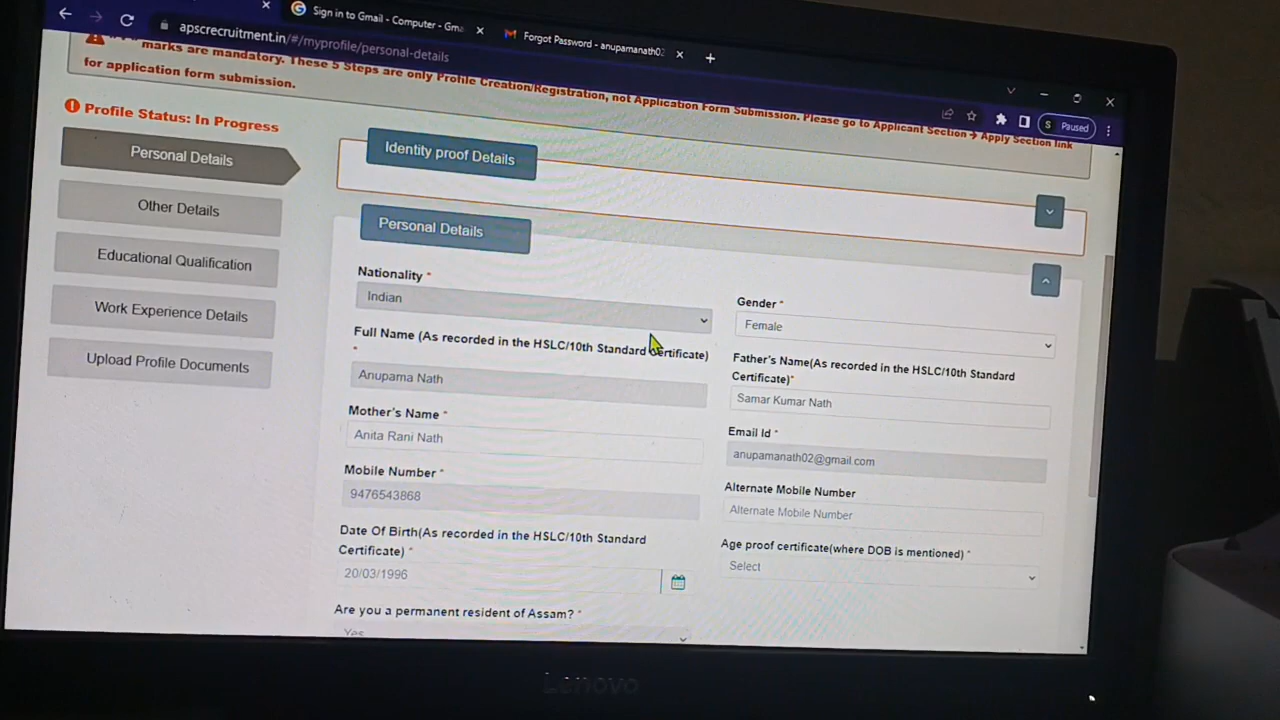 Sign in to Gmail - Computer - Gma
Forgot Password - anupamanath02
apscrecruitment.in/#/myprofile/personal-details
S Paused
marks are mandatory. These 5 Steps are only Profile Creation/Registration, not Application Form Submission. Please go to Applicant Section → Apply Section link
for application form submission.
Profile Status: In Progress
Personal Details
Other Details
Educational Qualification
Work Experience Details
Upload Profile Documents
Identity proof Details
Personal Details
Nationality *
Indian
Gender *
Female
Full Name (As recorded in the HSLC/10th Standard Certificate)
*
Anupama Nath
Father's Name(As recorded in the HSLC/10th Standard
Certificate)*
Samar Kumar Nath
Mother's Name *
Anita Rani Nath
Email Id *
anupamanath02@gmail.com
Mobile Number *
9476543868
Alternate Mobile Number
Alternate Mobile Number
Date Of Birth(As recorded in the HSLC/10th Standard
Certificate) *
20/03/1996
Age proof certificate(where DOB is mentioned) *
Select
Are you a permanent resident of Assam? *
Yes
Lenovo